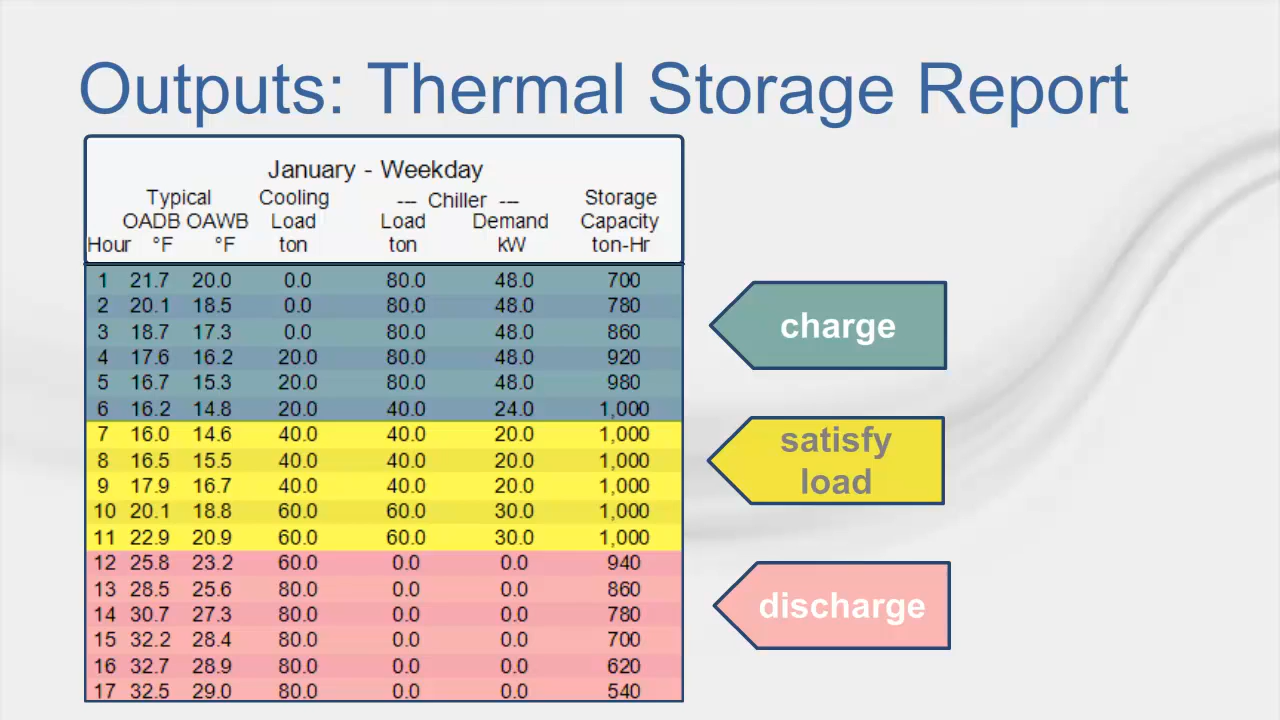 Outputs: Thermal Storage Report
January - Weekday
Typical Cooling --- Chiller --- Storage
OADB OAWB Load Load Demand Capacity
Hour °F °F ton ton kW ton-Hr
1 21.7 20.0 0.0 80.0 48.0 700
2 20.1 18.5 0.0 80.0 48.0 780
3 18.7 17.3 0.0 80.0 48.0 860
4 17.6 16.2 20.0 80.0 48.0 920
5 16.7 15.3 20.0 80.0 48.0 980
6 16.2 14.8 20.0 40.0 24.0 1,000
7 16.0 14.6 40.0 40.0 20.0 1,000
8 16.5 15.5 40.0 40.0 20.0 1,000
9 17.9 16.7 40.0 40.0 20.0 1,000
10 20.1 18.8 60.0 60.0 30.0 1,000
11 22.9 20.9 60.0 60.0 30.0 1,000
12 25.8 23.2 60.0 0.0 0.0 940
13 28.5 25.6 80.0 0.0 0.0 860
14 30.7 27.3 80.0 0.0 0.0 780
15 32.2 28.4 80.0 0.0 0.0 700
16 32.7 28.9 80.0 0.0 0.0 620
17 32.5 29.0 80.0 0.0 0.0 540
charge
satisfy
load
discharge